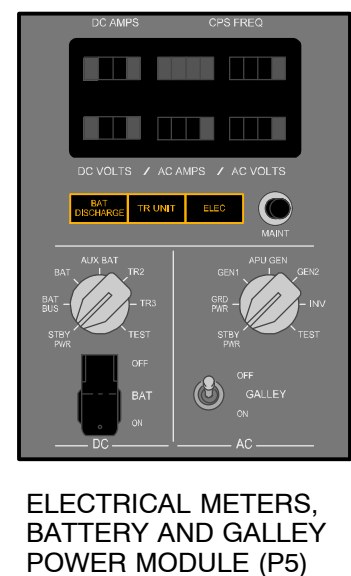 DC AMPS CPS FREQ
DC VOLTS / AC AMPS / AC VOLTS
BAT
DISCHARGE
TR UNIT
ELEC
MAINT
AUX BAT
BAT
TR2
BAT
BUS
TR3
STBY
PWR
TEST
APU GEN
GEN1
GEN2
GRD
PWR
INV
STBY
PWR
TEST
OFF
BAT
ON
OFF
GALLEY
ON
DC
AC
ELECTRICAL METERS,
BATTERY AND GALLEY
POWER MODULE (P5)